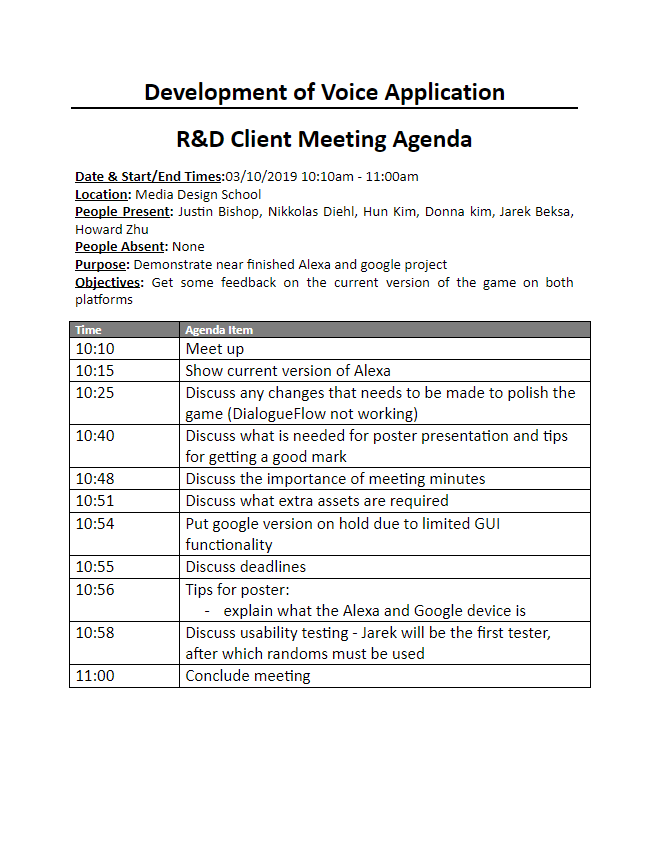 Development of Voice Application
R&D Client Meeting Agenda
Date & Start/End Times:03/10/2019 10:10am - 11:00am
Location: Media Design School
People Present: Justin Bishop, Nikkolas Diehl, Hun Kim, Donna kim, Jarek Beksa,
Howard Zhu
People Absent: None
Purpose: Demonstrate near finished Alexa and google project
Objectives: Get some feedback on the current version of the game on both
platforms
Time Agenda Item
10:10 Meet up
10:15 Show current version of Alexa
10:25 Discuss any changes that needs to be made to polish the
game (DialogueFlow not working)
10:40 Discuss what is needed for poster presentation and tips
for getting a good mark
10:48 Discuss the importance of meeting minutes
10:51 Discuss what extra assets are required
10:54 Put google version on hold due to limited GUI
functionality
10:55 Discuss deadlines
10:56 Tips for poster:
- explain what the Alexa and Google device is
10:58 Discuss usability testing - Jarek will be the first tester,
after which randoms must be used
11:00 Conclude meeting